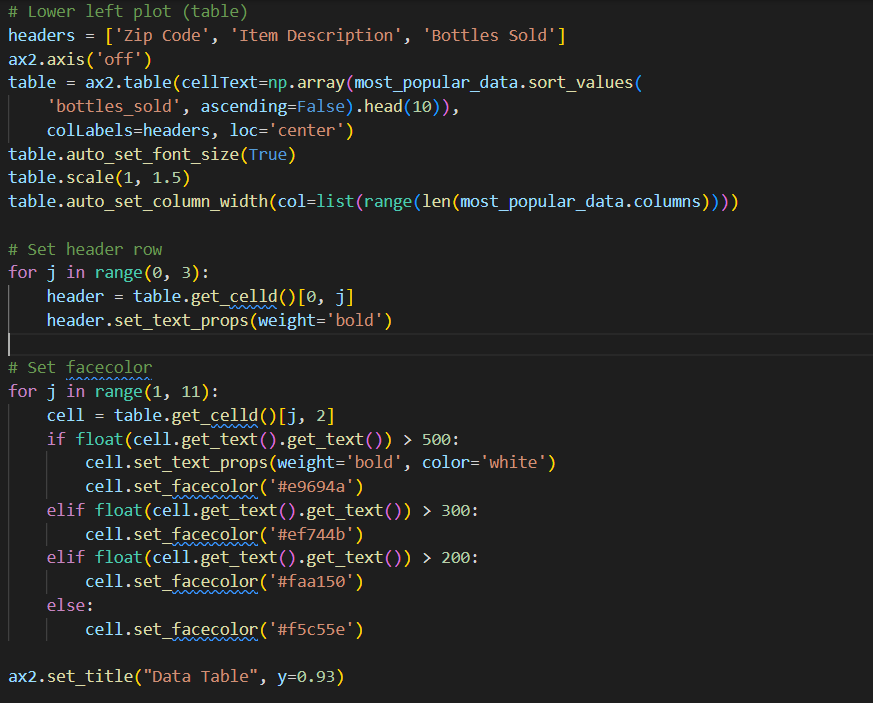 # Lower left plot (table)
headers = ['Zip Code', 'Item Description', 'Bottles Sold']
ax2.axis('off')
table = ax2.table(cellText=np.array(most_popular_data.sort_values(
    'bottles_sold', ascending=False).head(10)),
    colLabels=headers, loc='center')
table.auto_set_font_size(True)
table.scale(1, 1.5)
table.auto_set_column_width(col=list(range(len(most_popular_data.columns))))

# Set header row
for j in range(0, 3):
    header = table.get_celld()[0, j]
    header.set_text_props(weight='bold')

# Set facecolor
for j in range(1, 11):
    cell = table.get_celld()[j, 2]
    if float(cell.get_text().get_text()) > 500:
        cell.set_text_props(weight='bold', color='white')
        cell.set_facecolor('#e9694a')
    elif float(cell.get_text().get_text()) > 300:
        cell.set_facecolor('#ef744b')
    elif float(cell.get_text().get_text()) > 200:
        cell.set_facecolor('#faa150')
    else:
        cell.set_facecolor('#f5c55e')

ax2.set_title("Data Table", y=0.93)